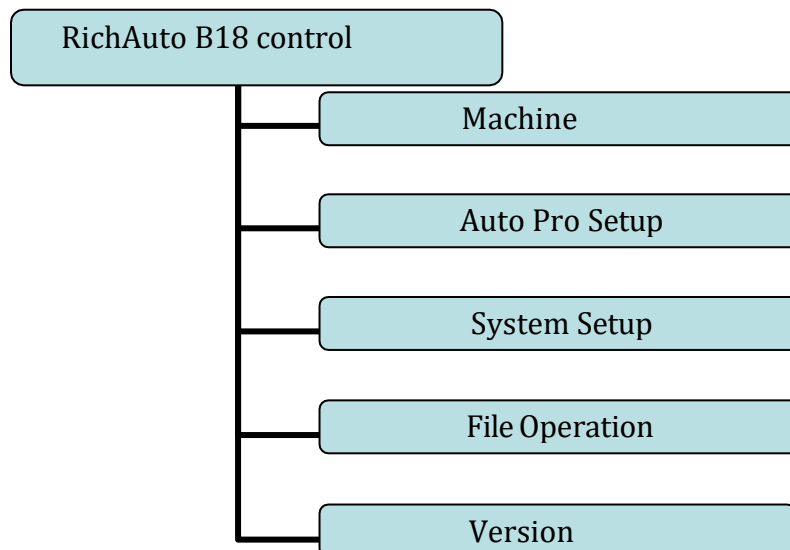 RichAuto B18 control
Machine
Auto Pro Setup
System Setup
File Operation
Version